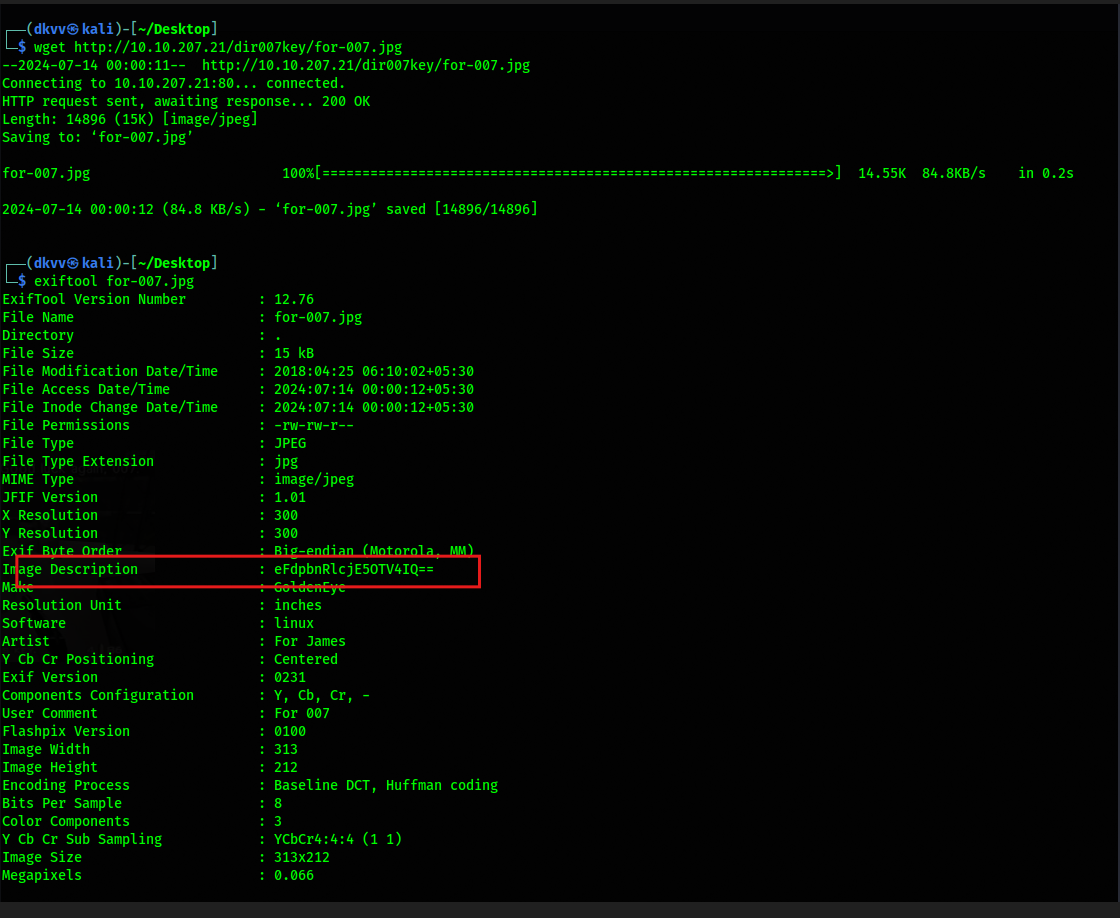 ┌──(dkvv㉿kali)-[~/Desktop]
└─$ wget http://10.10.207.21/dir007key/for-007.jpg
--2024-07-14 00:00:11--  http://10.10.207.21/dir007key/for-007.jpg
Connecting to 10.10.207.21:80... connected.
HTTP request sent, awaiting response... 200 OK
Length: 14896 (15K) [image/jpeg]
Saving to: ‘for-007.jpg’
for-007.jpg                        100%[===============================================================>]  14.55K  84.8KB/s    in 0.2s
2024-07-14 00:00:12 (84.8 KB/s) - ‘for-007.jpg’ saved [14896/14896]
┌──(dkvv㉿kali)-[~/Desktop]
└─$ exiftool for-007.jpg
ExifTool Version Number         : 12.76
File Name                       : for-007.jpg
Directory                       : .
File Size                       : 15 kB
File Modification Date/Time     : 2018:04:25 06:10:02+05:30
File Access Date/Time           : 2024:07:14 00:00:12+05:30
File Inode Change Date/Time     : 2024:07:14 00:00:12+05:30
File Permissions                : -rw-rw-r--
File Type                       : JPEG
File Type Extension             : jpg
MIME Type                       : image/jpeg
JFIF Version                    : 1.01
X Resolution                    : 300
Y Resolution                    : 300
Exif Byte Order                 : Big-endian (Motorola, MM)
Image Description               : eFdpbnRlcjE5OTV4IQ==
Make                            : GoldenEye
Resolution Unit                 : inches
Software                        : linux
Artist                          : For James
Y Cb Cr Positioning             : Centered
Exif Version                    : 0231
Components Configuration        : Y, Cb, Cr, -
User Comment                    : For 007
Flashpix Version                : 0100
Image Width                     : 313
Image Height                    : 212
Encoding Process                : Baseline DCT, Huffman coding
Bits Per Sample                 : 8
Color Components                : 3
Y Cb Cr Sub Sampling            : YCbCr4:4:4 (1 1)
Image Size                      : 313x212
Megapixels                      : 0.066